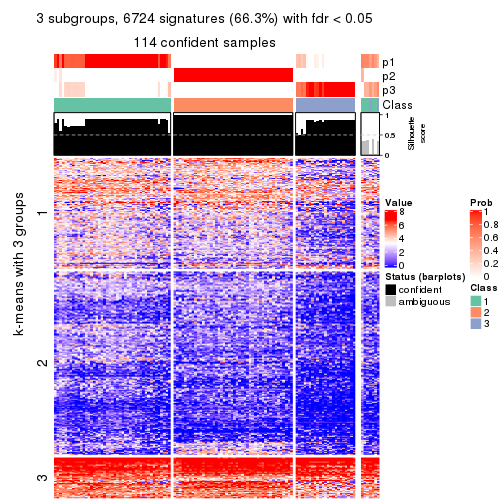 3 subgroups, 6724 signatures (66.3%) with fdr < 0.05
114 confident samples
p1
p2
p3
Class
1
0.5
0
Silhouette
score
k-means with 3 groups
1
2
3
Value
8
6
4
2
0
Status (barplots)
confident
ambiguous
Prob
1
0.8
0.6
0.4
0.2
0
Class
1
2
3